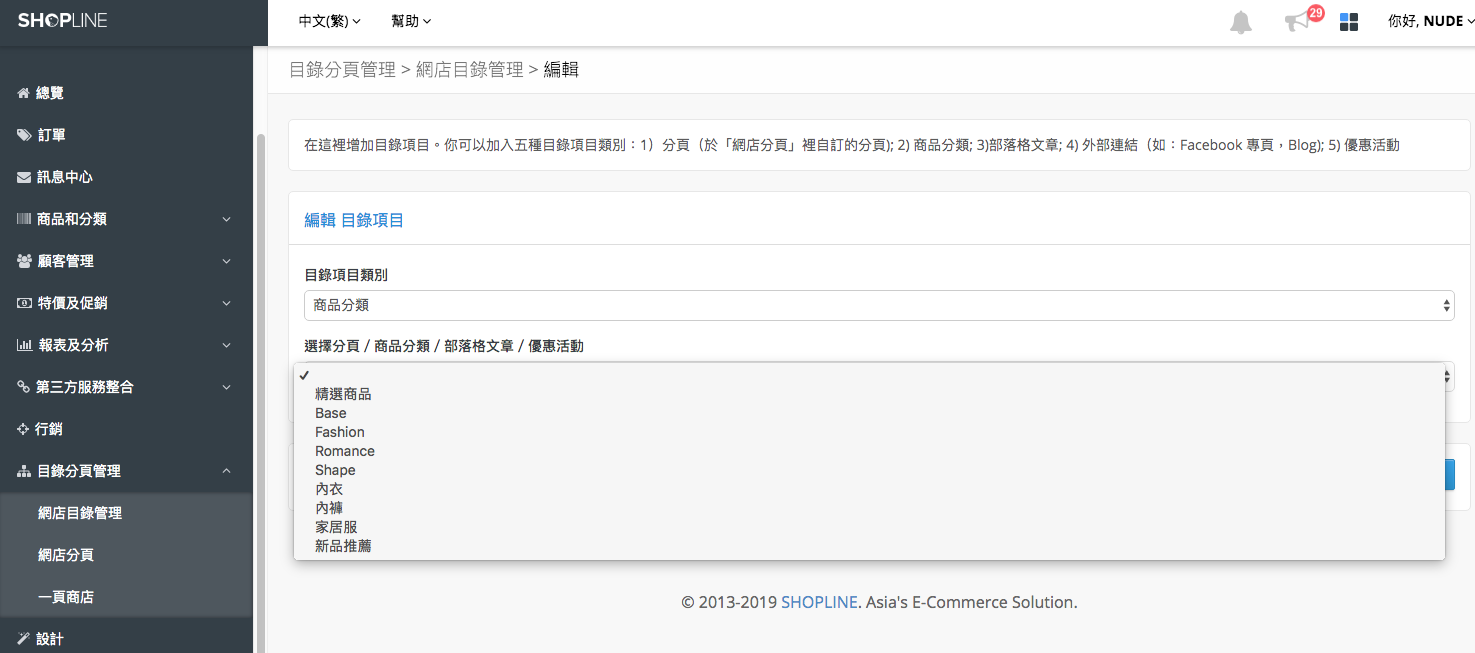 SHOPLINE
中文(繁)
幫助
29
你好, NUDE
總覽
訂單
訊息中心
商品和分類
顧客管理
特價及促銷
報表及分析
第三方服務整合
行銷
目錄分頁管理
網店目錄管理
網店分頁
一頁商店
設計
目錄分頁管理 > 網店目錄管理 > 編輯
在這裡增加目錄項目。你可以加入五種目錄項目類別：1）分頁（於「網店分頁」裡自訂的分頁); 2) 商品分類; 3)部落格文章; 4) 外部連結（如：Facebook 專頁，Blog); 5) 優惠活動
編輯 目錄項目
目錄項目類別
商品分類
選擇分頁 / 商品分類 / 部落格文章 / 優惠活動
精選商品
Base
Fashion
Romance
Shape
內衣
內褲
家居服
新品推薦
© 2013-2019 SHOPLINE. Asia's E-Commerce Solution.